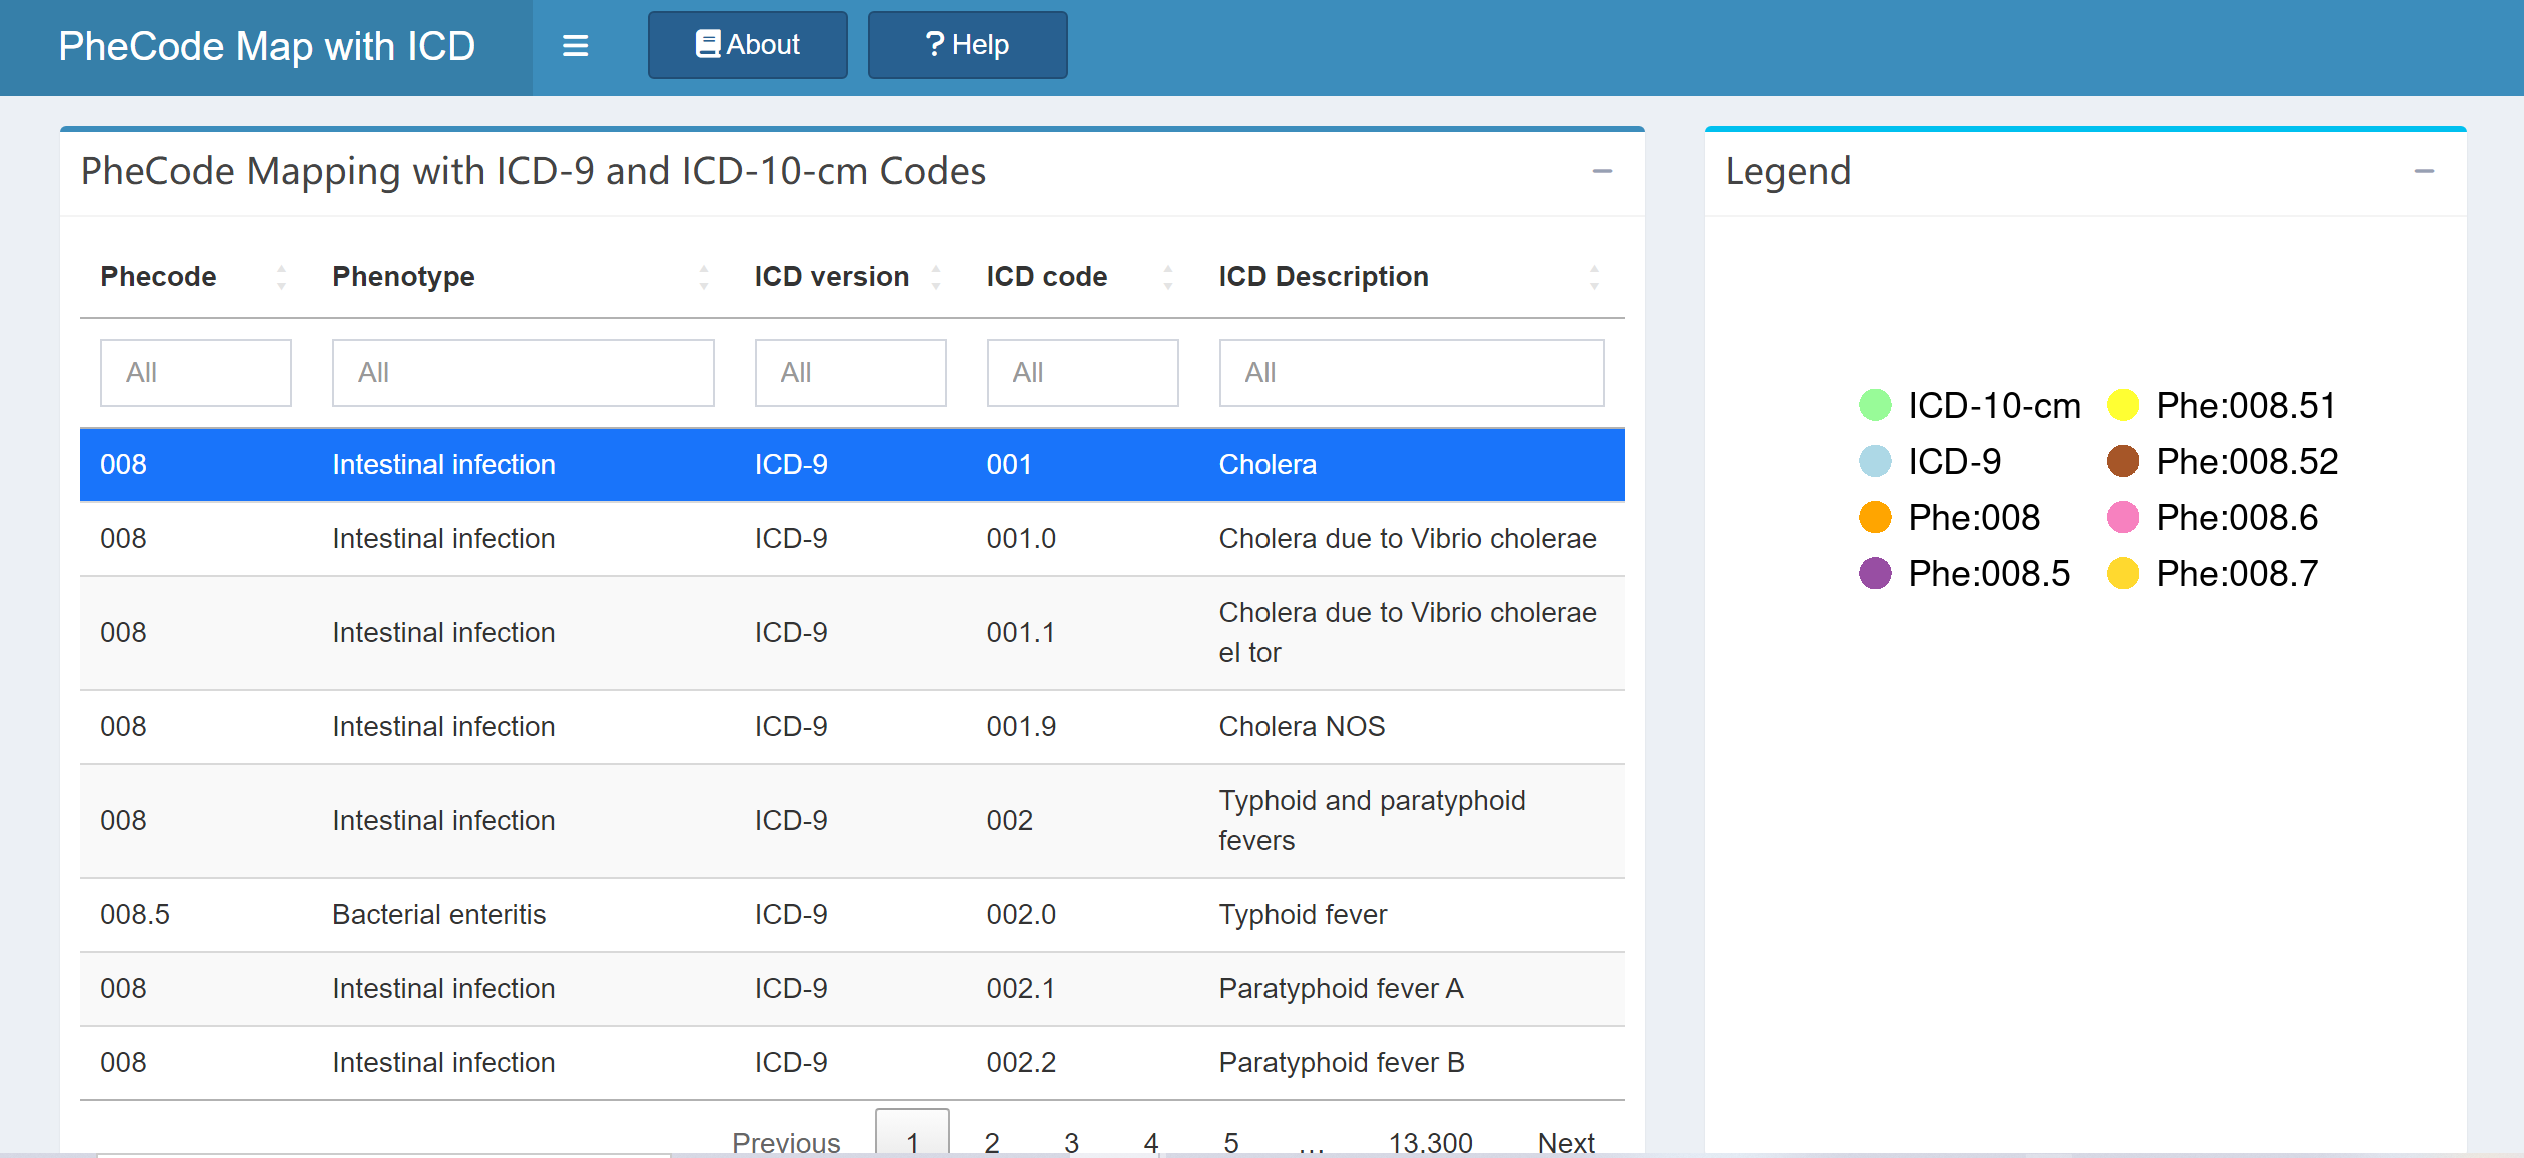 PheCode Map with ICD
About
? Help
PheCode Mapping with ICD-9 and ICD-10-cm Codes
Phecode Phenotype ICD version ICD code ICD Description
All All All All All
008 Intestinal infection ICD-9 001 Cholera
008 Intestinal infection ICD-9 001.0 Cholera due to Vibrio cholerae
008 Intestinal infection ICD-9 001.1 Cholera due to Vibrio cholerae
el tor
008 Intestinal infection ICD-9 001.9 Cholera NOS
008 Intestinal infection ICD-9 002 Typhoid and paratyphoid
fevers
008.5 Bacterial enteritis ICD-9 002.0 Typhoid fever
008 Intestinal infection ICD-9 002.1 Paratyphoid fever A
008 Intestinal infection ICD-9 002.2 Paratyphoid fever B
Previous 1 2 3 4 5 ... 13,300 Next
Legend
ICD-10-cm Phe:008.51
ICD-9 Phe:008.52
Phe:008 Phe:008.6
Phe:008.5 Phe:008.7